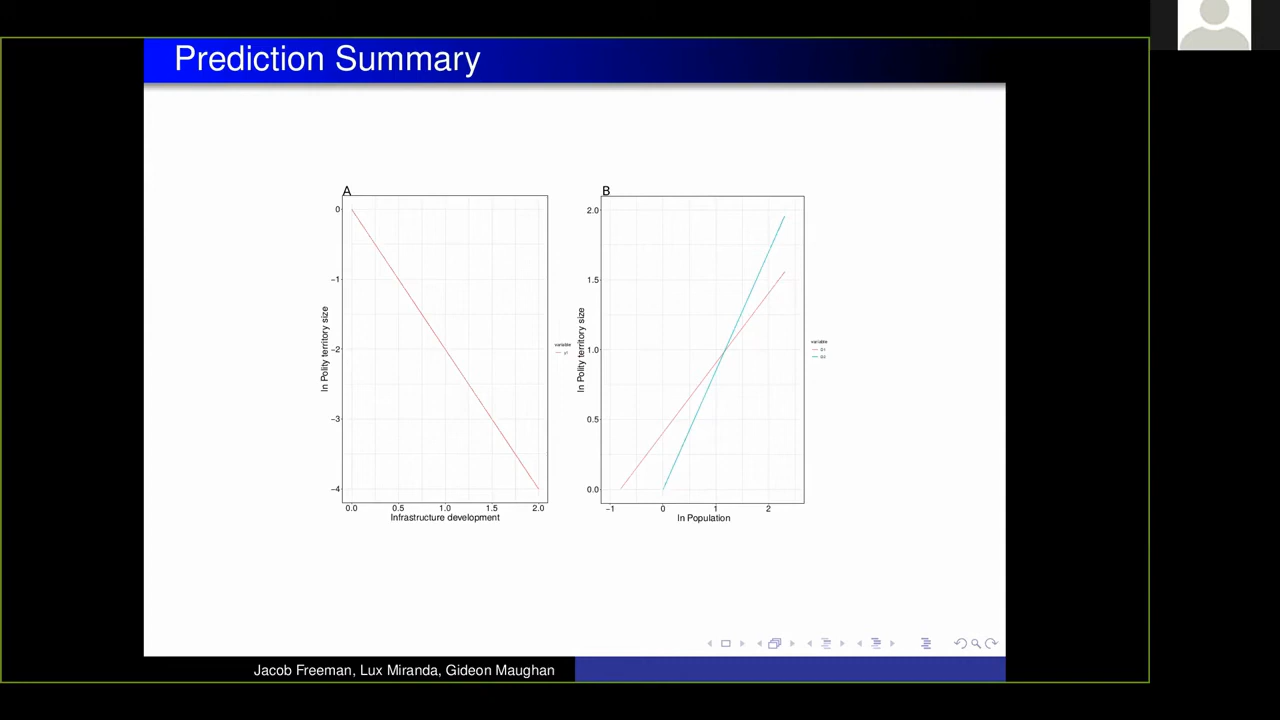 Prediction Summary
A
0
−1
−2
−3
−4
0.0 0.5 1.0 1.5 2.0
Infrastructure development
ln Polity territory size
variable
B
2.0
1.5
1.0
0.5
0.0
−1 0 1 2
ln Population
ln Polity territory size
variable
Jacob Freeman, Lux Miranda, Gideon Maughan